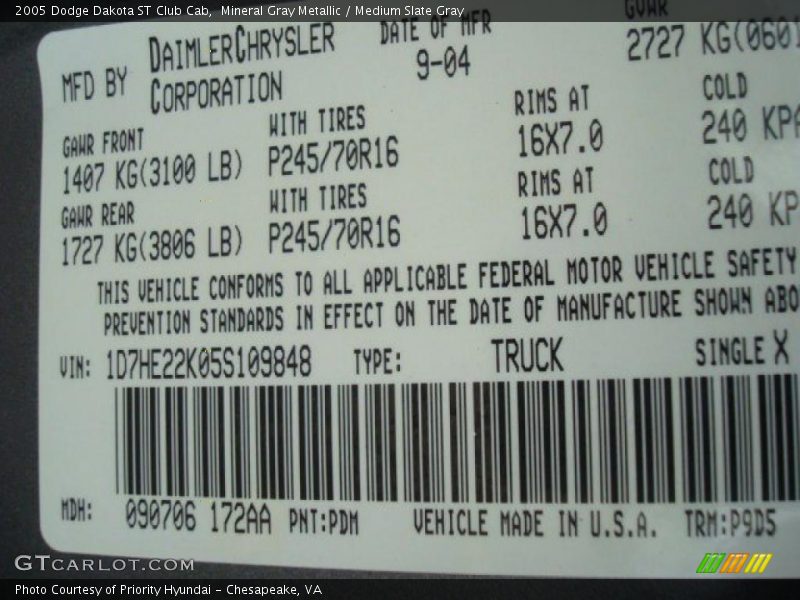 2005 Dodge Dakota ST Club Cab, Mineral Gray Metallic / Medium Slate Gray
MFD BY DAIMLERCHRYSLER CORPORATION DATE OF MFR 9-04 GVWR 2727 KG(060
GAWR FRONT WITH TIRES RIMS AT COLD
1407 KG(3100 LB) P245/70R16 16X7.0 240 KPA
GAWR REAR WITH TIRES RIMS AT COLD
1727 KG(3806 LB) P245/70R16 16X7.0 240 KP
THIS VEHICLE CONFORMS TO ALL APPLICABLE FEDERAL MOTOR VEHICLE SAFETY
PREVENTION STANDARDS IN EFFECT ON THE DATE OF MANUFACTURE SHOWN ABO
VIN: 1D7HE22K05S109848 TYPE: TRUCK SINGLE X
MDH: 090706 172AA PNT:PDM VEHICLE MADE IN U.S.A. TRM:P9D5
GTCARLOT.COM
Photo Courtesy of Priority Hyundai - Chesapeake, VA